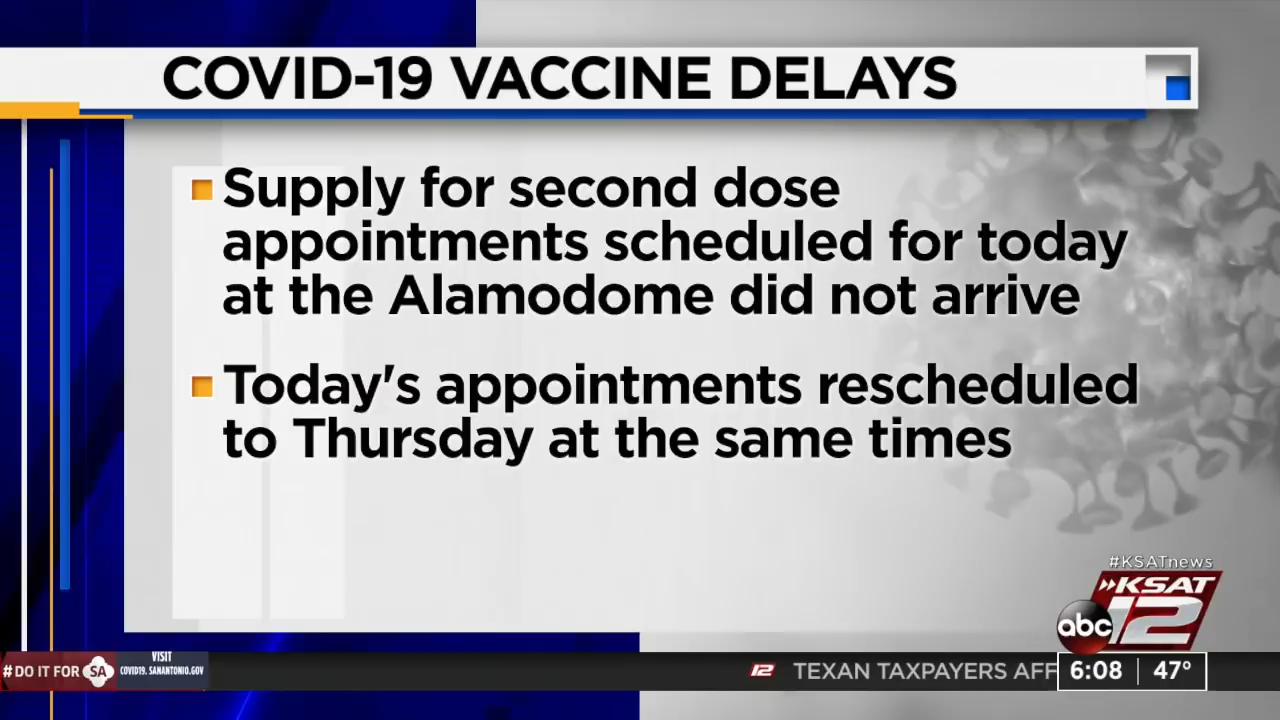 COVID-19 VACCINE DELAYS
Supply for second dose
appointments scheduled for today
at the Alamodome did not arrive
Today's appointments rescheduled
to Thursday at the same times
#KSATnews
KSAT
abc 12
#DO IT FOR SA
VISIT
COVID19.SANANTONIO.GOV
12 TEXAN TAXPAYERS AFF
6:08 47°